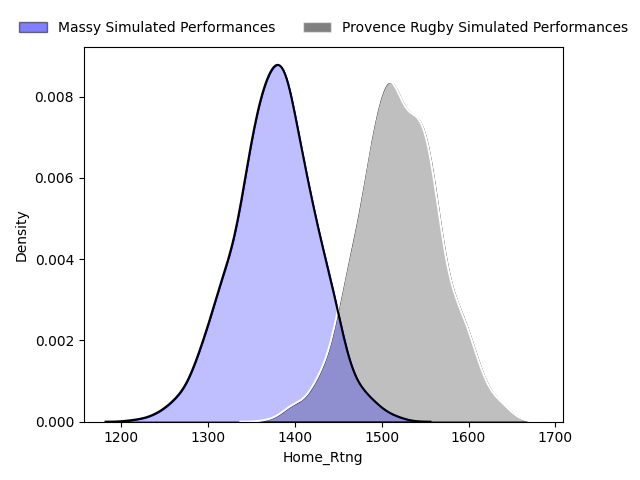 Massy Simulated Performances
Provence Rugby Simulated Performances
Density
0.008
0.006
0.004
0.002
0.000
1200 1300 1400 1500 1600 1700
Home_Rtng